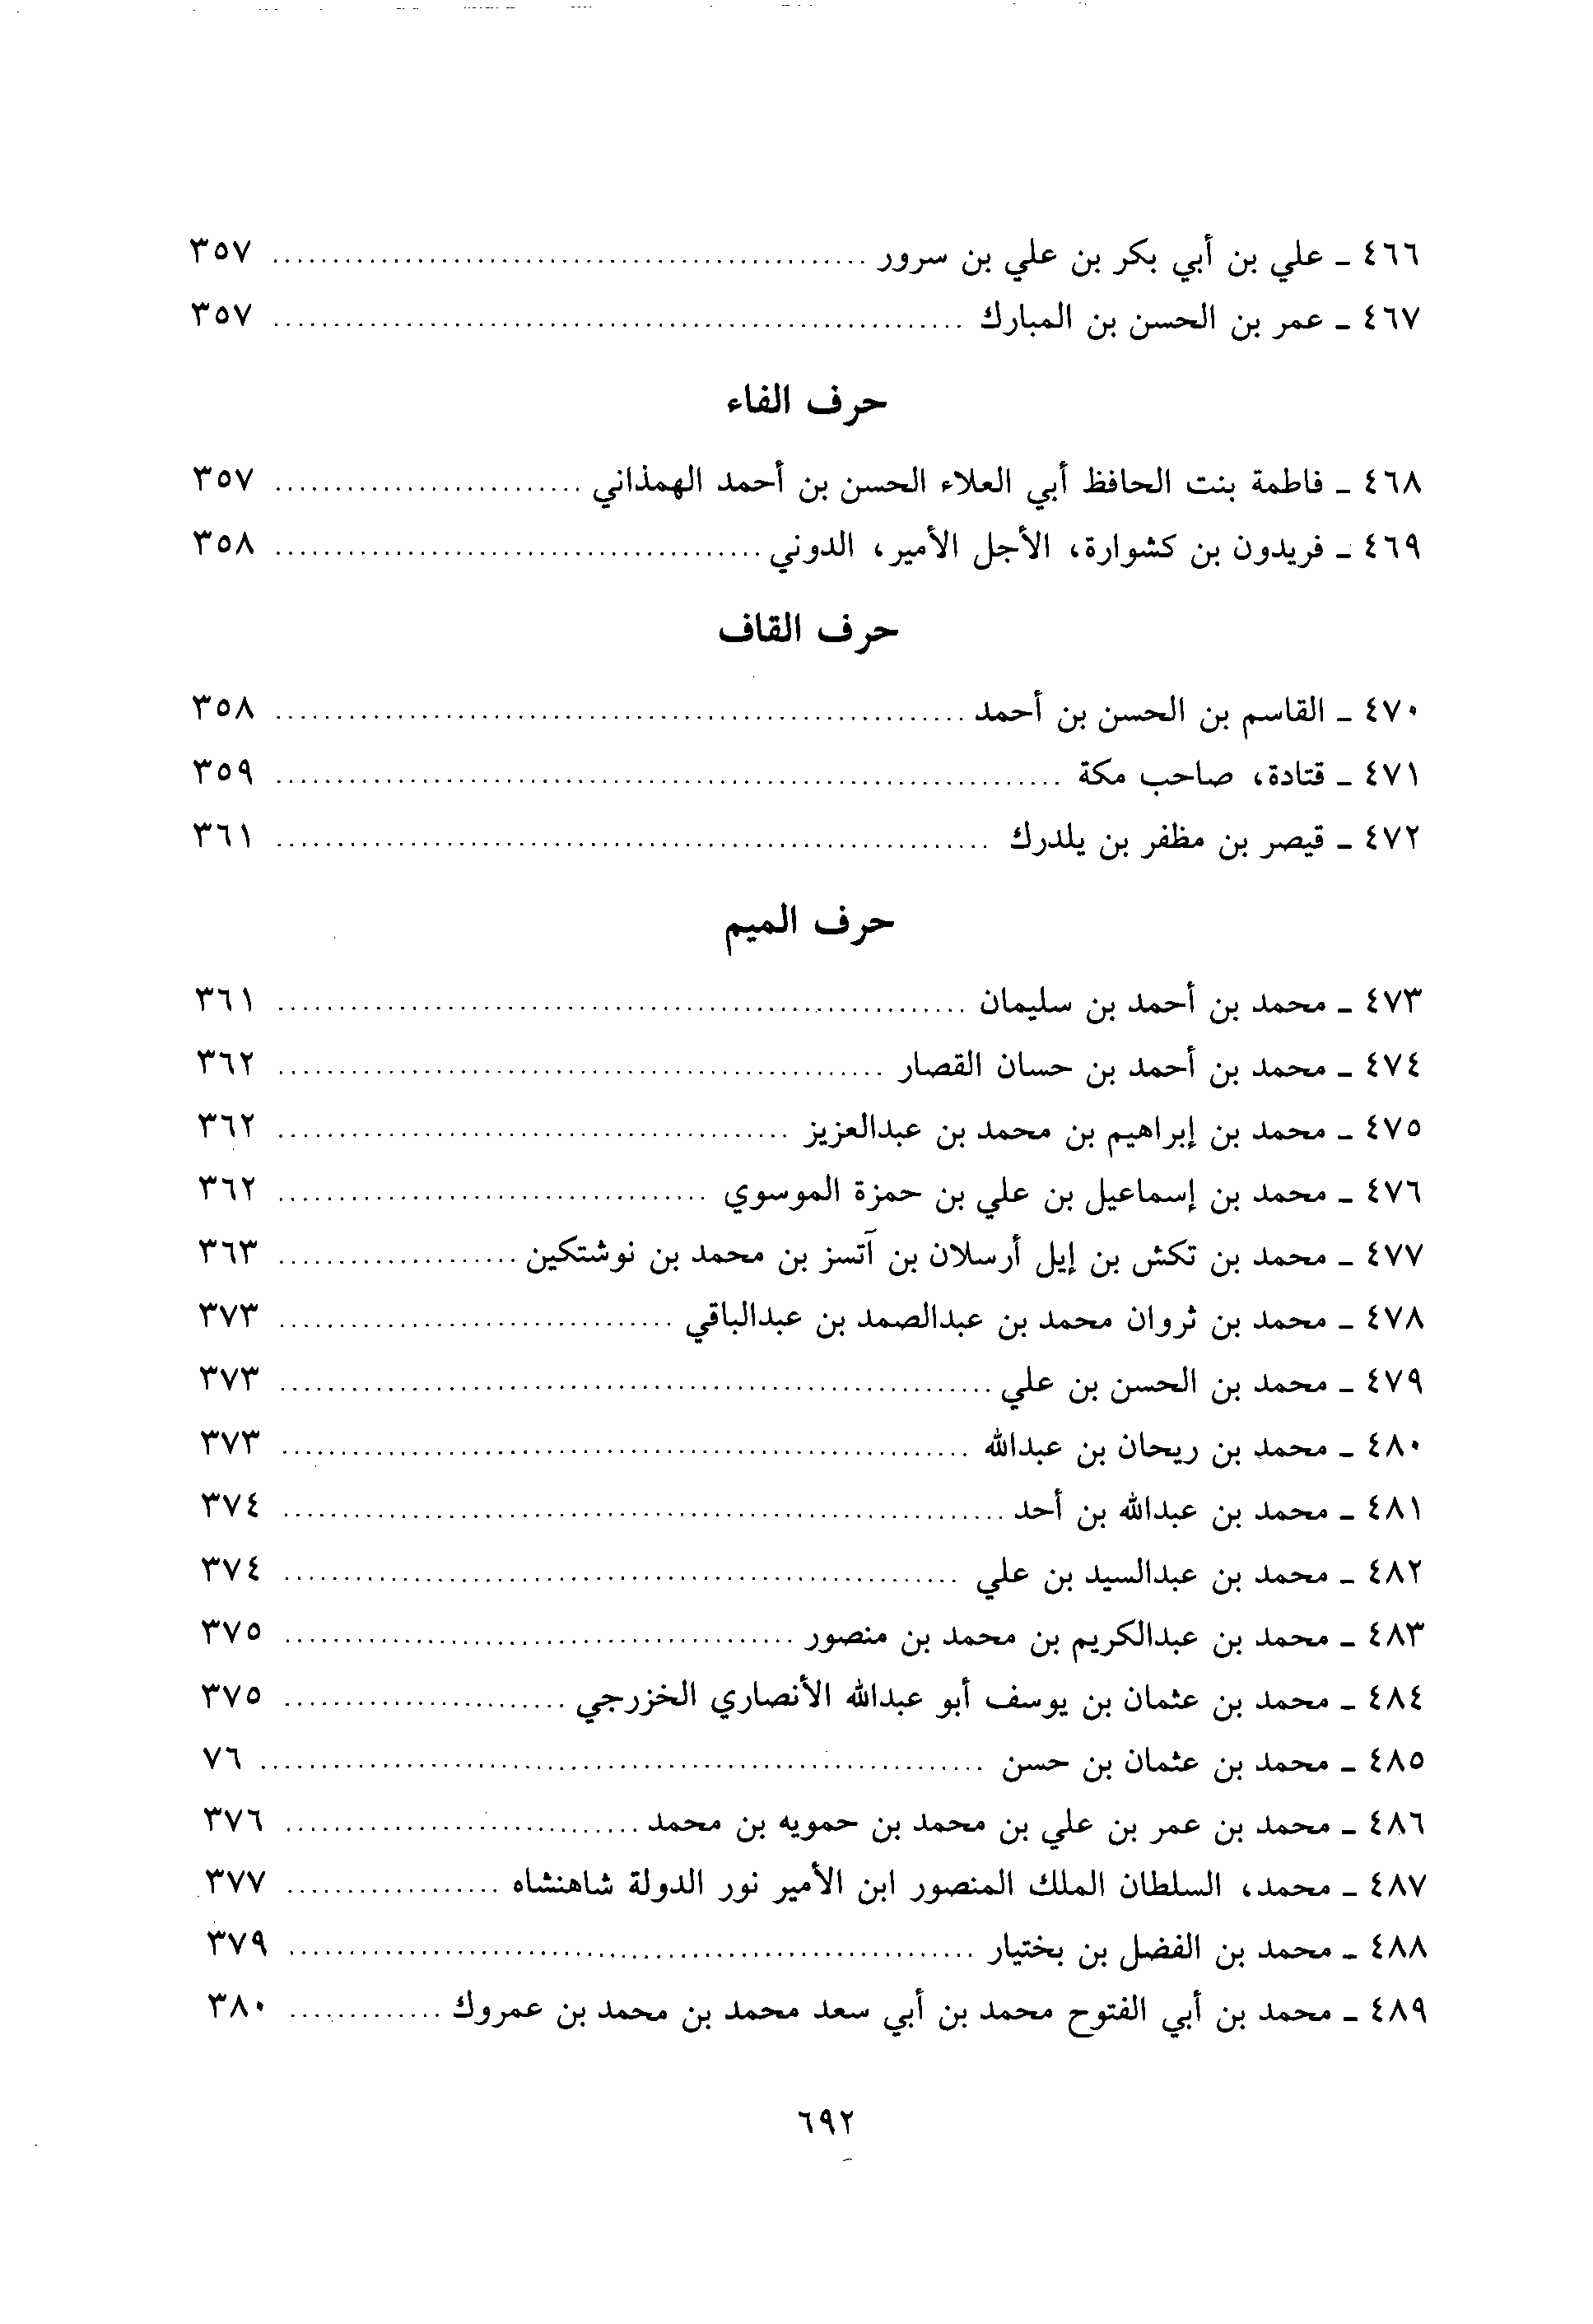 ٤٦٦ ـ علي بن أبي بكر بن علي بن سرور ........ ٣٥٧
٤٦٧ ـ عمر بن الحسن بن المبارك ........ ٣٥٧
حرف الفاء
٤٦٨ ـ فاطمة بنت الحافظ أبي العلاء الحسن بن أحمد الهمذاني ........ ٣٥٧
٤٦٩ ـ فريدون بن كشوارة، الأجل الأمير، الدوني ........ ٣٥٨
حرف القاف
٤٧٠ ـ القاسم بن الحسن بن أحمد ........ ٣٥٨
٤٧١ ـ قتادة، صاحب مكة ........ ٣٥٩
٤٧٢ ـ قيصر بن مظفر بن يلدرك ........ ٣٦١
حرف الميم
٤٧٣ ـ محمد بن أحمد بن سليمان ........ ٣٦١
٤٧٤ ـ محمد بن أحمد بن حسان القصار ........ ٣٦٢
٤٧٥ ـ محمد بن إبراهيم بن محمد بن عبدالعزيز ........ ٣٦٢
٤٧٦ ـ محمد بن إسماعيل بن علي بن حمزة الموسوي ........ ٣٦٢
٤٧٧ ـ محمد بن تكش بن إيل أرسلان بن آتسز بن محمد بن نوشتكين ........ ٣٦٣
٤٧٨ ـ محمد بن ثروان محمد بن عبدالصمد بن عبدالباقي ........ ٣٧٣
٤٧٩ ـ محمد بن الحسن بن علي ........ ٣٧٣
٤٨٠ ـ محمد بن ريحان بن عبدالله ........ ٣٧٣
٤٨١ ـ محمد بن عبدالله بن أحد ........ ٣٧٤
٤٨٢ ـ محمد بن عبدالسيد بن علي ........ ٣٧٤
٤٨٣ ـ محمد بن عبدالكريم بن محمد بن منصور ........ ٣٧٥
٤٨٤ ـ محمد بن عثمان بن يوسف أبو عبدالله الأنصاري الخزرجي ........ ٣٧٥
٤٨٥ ـ محمد بن عثمان بن حسن ........ ٧٦
٤٨٦ ـ محمد بن عمر بن علي بن محمد بن حمويه بن محمد ........ ٣٧٦
٤٨٧ ـ محمد، السلطان الملك المنصور ابن الأمير نور الدولة شاهنشاه ........ ٣٧٧
٤٨٨ ـ محمد بن الفضل بن بختيار ........ ٣٧٩
٤٨٩ ـ محمد بن أبي الفتوح محمد بن أبي سعد محمد بن محمد بن عمروك ........ ٣٨٠
٦٩٢